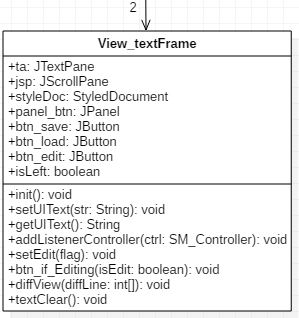 2
View_textFrame
+ta: JTextPane
+jsp: JScrollPane
+styleDoc: StyledDocument
+panel_btn: JPanel
+btn_save: JButton
+btn_load: JButton
+btn_edit: JButton
+isLeft: boolean
+init(): void
+setUIText(str: String): void
+getUIText(): String
+addListenerController(ctrl: SM_Controller): void
+setEdit(flag): void
+btn_if_Editing(isEdit: boolean): void
+diffView(diffLine: int[]): void
+textClear(): void